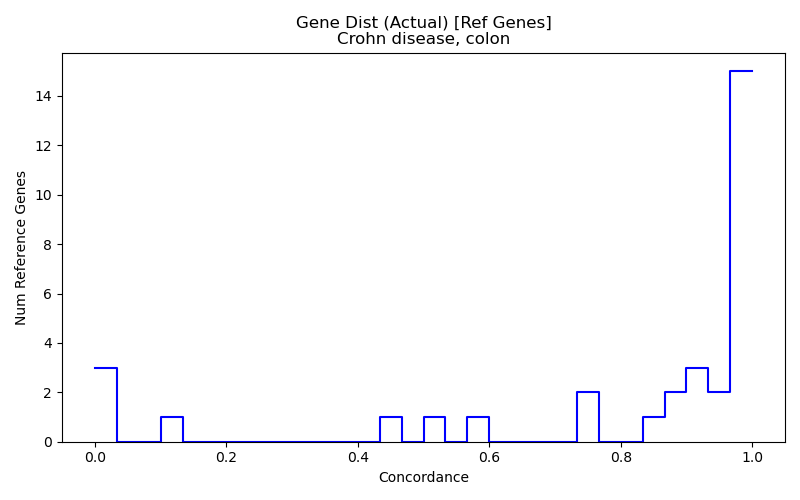 Gene Dist (Actual) [Ref Genes]
Crohn disease, colon
14
12
10
8
6
4
2
0
Num Reference Genes
0.0 0.2 0.4 0.6 0.8 1.0
Concordance